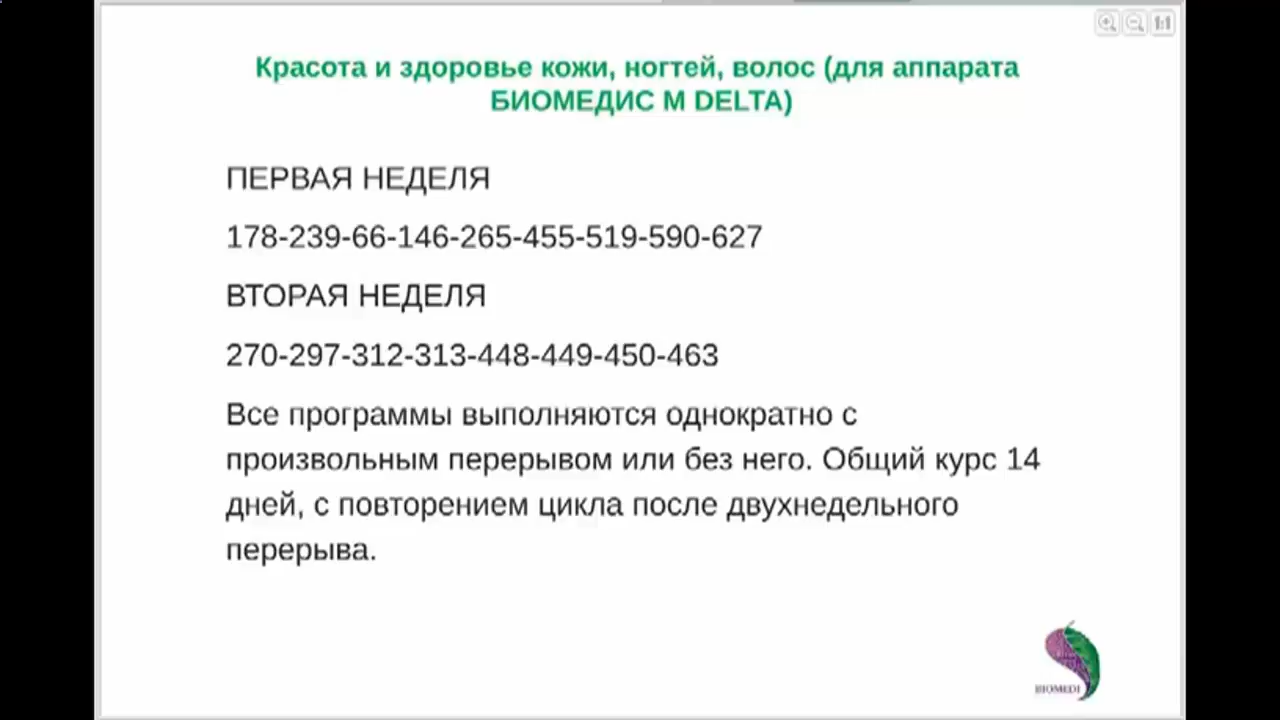 Красота и здоровье кожи, ногтей, волос (для аппарата
БИОМЕДИС М DELTA)
ПЕРВАЯ НЕДЕЛЯ
178-239-66-146-265-455-519-590-627
ВТОРАЯ НЕДЕЛЯ
270-297-312-313-448-449-450-463
Все программы выполняются однократно с
произвольным перерывом или без него. Общий курс 14
дней, с повторением цикла после двухнедельного
перерыва.
BIOMEDI